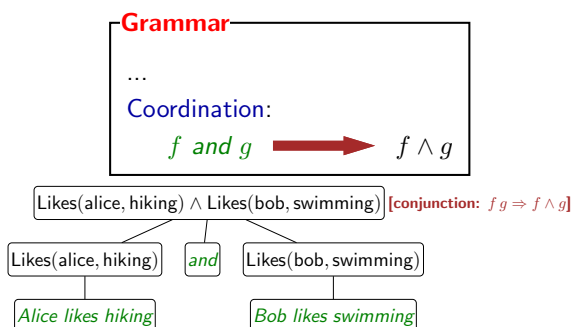 Grammar
...
Coordination:
f and g f ∧ g
Likes(alice, hiking) ∧ Likes(bob, swimming) [conjunction: f g ⇒ f ∧ g]
Likes(alice, hiking) and Likes(bob, swimming)
Alice likes hiking Bob likes swimming